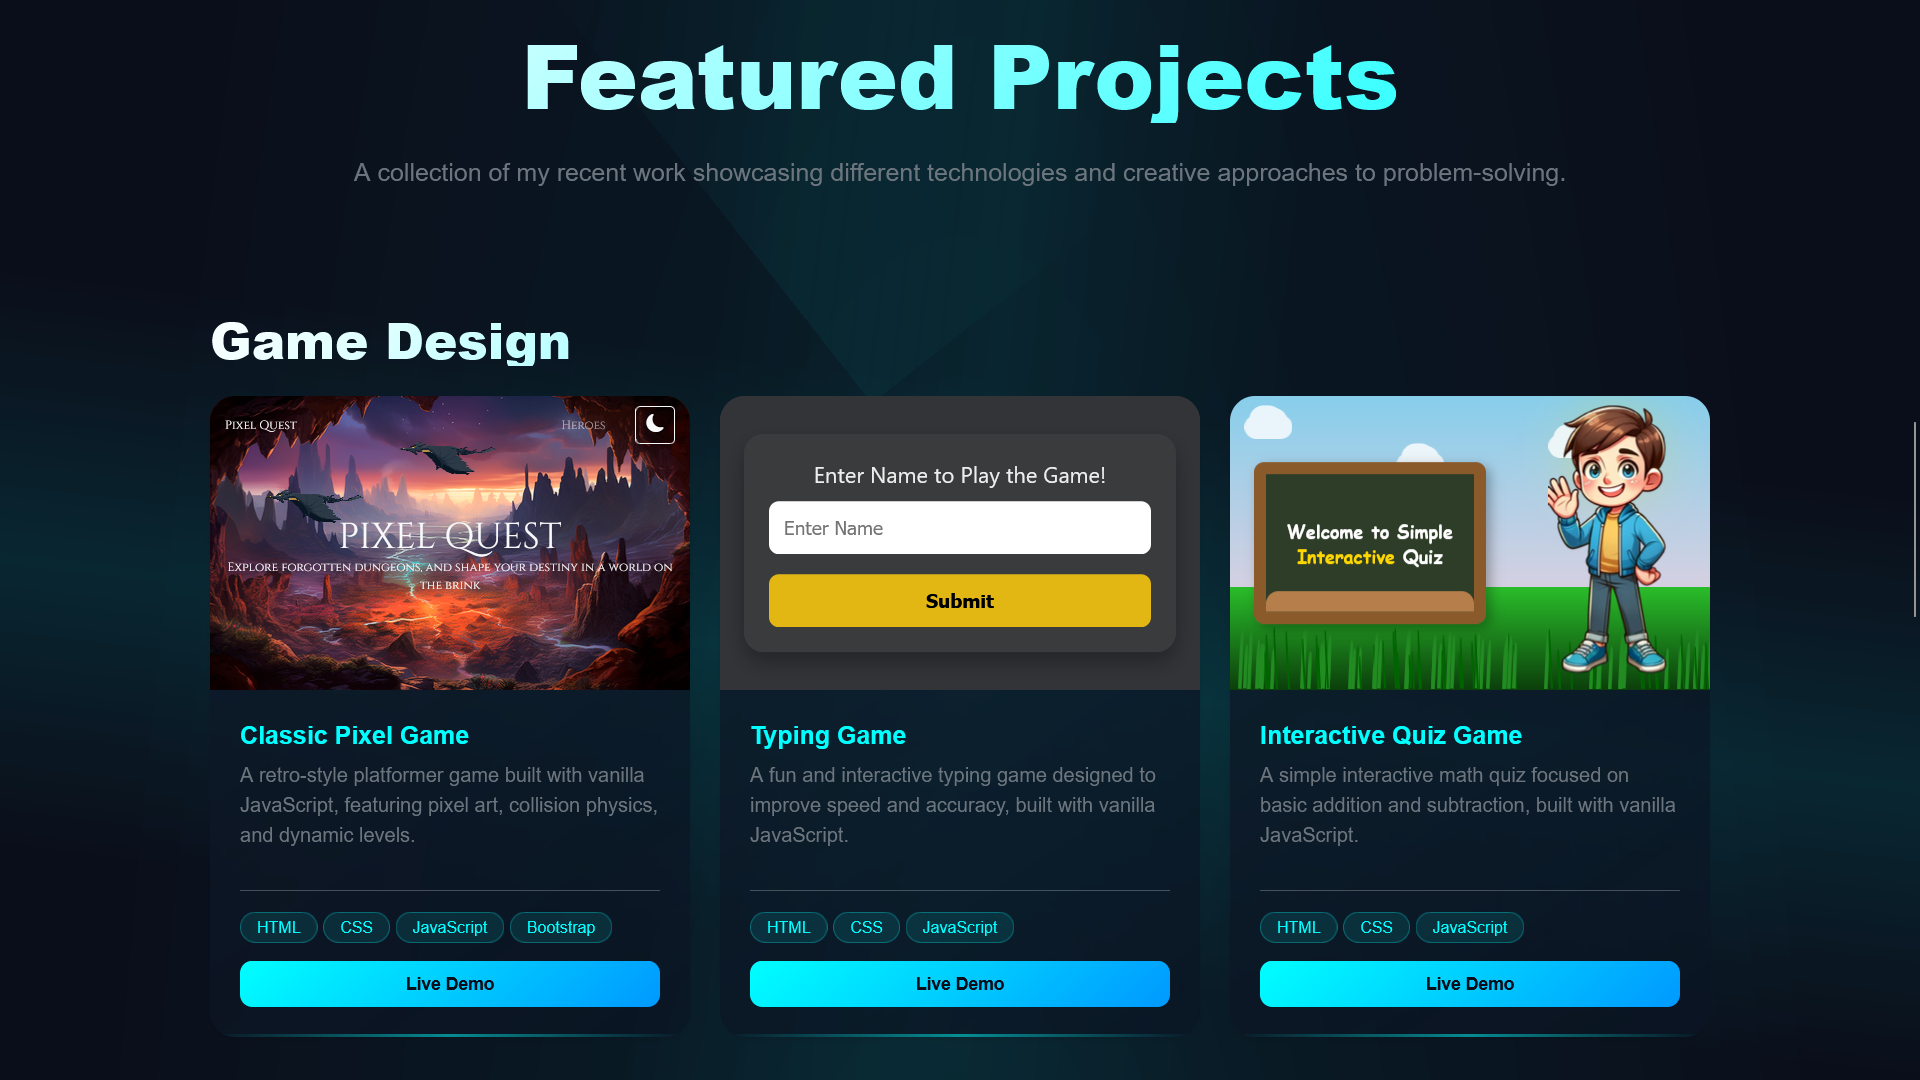 Featured Projects
A collection of my recent work showcasing different technologies and creative approaches to problem-solving.
Game Design
Pixel Quest
Heroes
PIXEL QUEST
Explore forgotten dungeons, and shape your destiny in a world on
the brink
Classic Pixel Game
A retro-style platformer game built with vanilla
JavaScript, featuring pixel art, collision physics,
and dynamic levels.
HTML CSS JavaScript Bootstrap
Live Demo
Enter Name to Play the Game!
Enter Name
Submit
Typing Game
A fun and interactive typing game designed to
improve speed and accuracy, built with vanilla
JavaScript.
HTML CSS JavaScript
Live Demo
Welcome to Simple
Interactive Quiz
Interactive Quiz Game
A simple interactive math quiz focused on
basic addition and subtraction, built with vanilla
JavaScript.
HTML CSS JavaScript
Live Demo